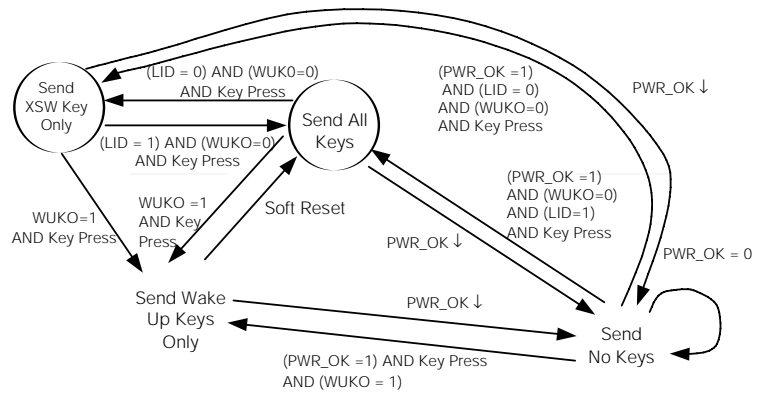 Send
XSW Key
Only
(LID = 0) AND (WUK0=0)
AND Key Press
(LID = 1) AND (WUKO=0)
AND Key Press
Send All
Keys
(PWR_OK =1)
AND (LID = 0)
AND (WUKO=0)
AND Key Press
PWR_OK ↓
(PWR_OK =1)
AND (WUKO=0)
AND (LID=1)
AND Key Press
WUKO=1
AND Key Press
WUKO =1
AND Key
Press
Soft Reset
PWR_OK ↓
PWR_OK = 0
Send Wake
Up Keys
Only
PWR_OK ↓
Send
No Keys
(PWR_OK =1) AND Key Press
AND (WUKO = 1)